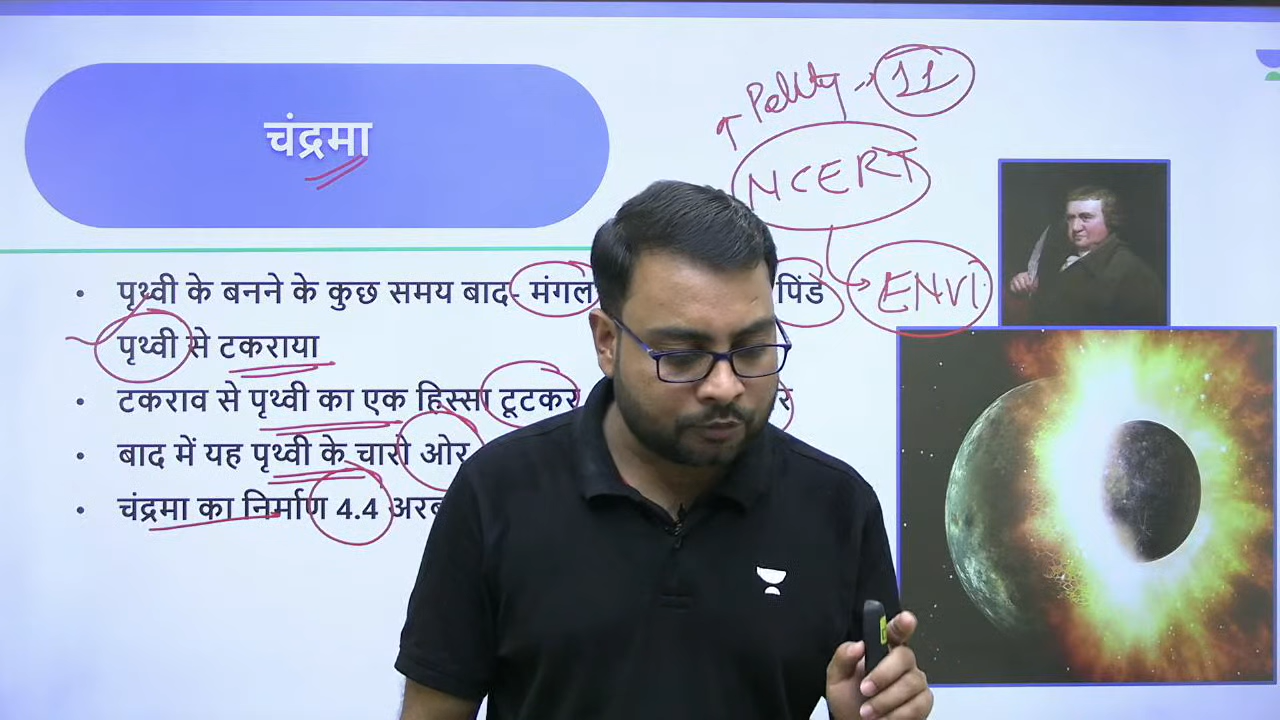 चंद्रमा
Polity → 11
NCERT
ENVI
• पृथ्वी के बनने के कुछ समय बाद- मंगल पिंड
पृथ्वी से टकराया
• टकराव से पृथ्वी का एक हिस्सा टूटकर
• बाद में यह पृथ्वी के चारो ओर
• चंद्रमा का निर्माण 4.4 अरब